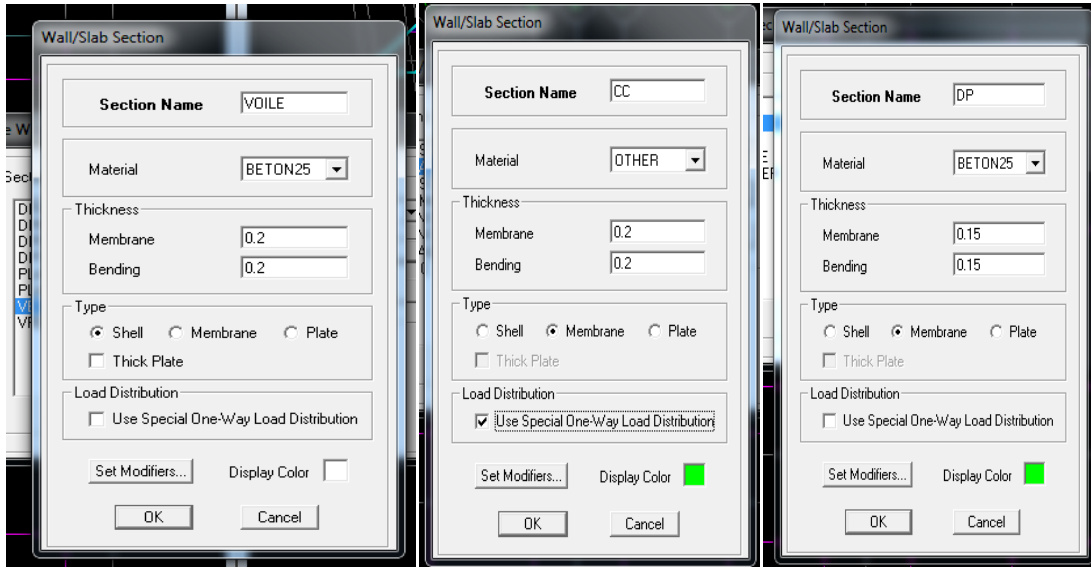 Wall/Slab Section
Section Name VOILE
Material BETON25
Thickness
Membrane 0.2
Bending 0.2
Type
Shell Membrane Plate
Thick Plate
Load Distribution
Use Special One-Way Load Distribution
Set Modifiers... Display Color
OK Cancel
Wall/Slab Section
Section Name CC
Material OTHER
Thickness
Membrane 0.2
Bending 0.2
Type
Shell Membrane Plate
Thick Plate
Load Distribution
Use Special One-Way Load Distribution
Set Modifiers... Display Color
OK Cancel
Wall/Slab Section
Section Name DP
Material BETON25
Thickness
Membrane 0.15
Bending 0.15
Type
Shell Membrane Plate
Thick Plate
Load Distribution
Use Special One-Way Load Distribution
Set Modifiers... Display Color
OK Cancel